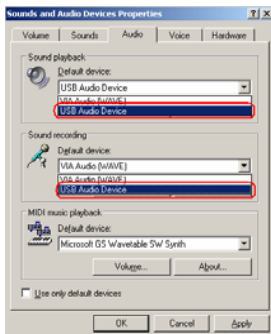 Sounds and Audio Devices Properties
Volume Sounds Audio Voice Hardware
Sound playback
Default device:
USB Audio Device
VIA Audio (WAVE)
USB Audio Device
Sound recording
Default device:
VIA Audio (WAVE)
VIA Audio (WAVE)
USB Audio Device
MIDI music playback
Default device:
Microsoft GS Wavetable SW Synth
Volume... About...
Use only default devices
OK Cancel Apply